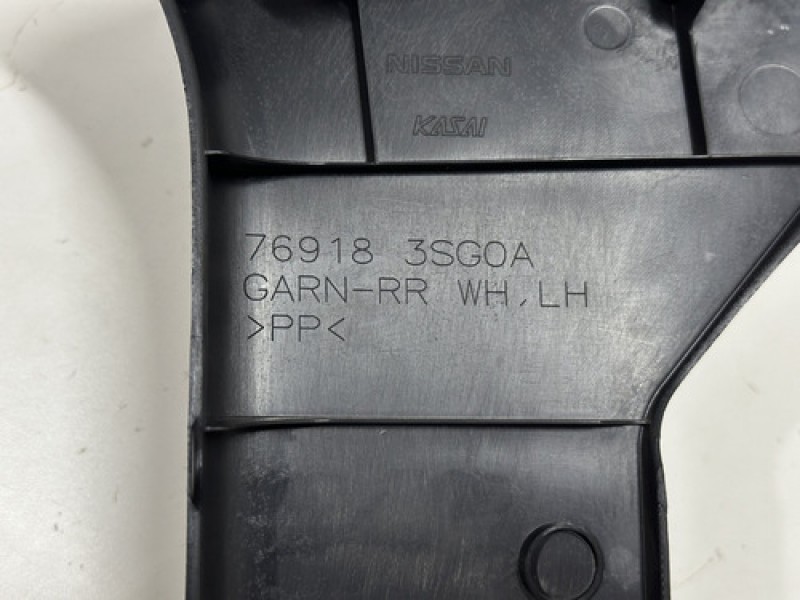 NISSAN
KASAI
76918 3SG0A
GARN-RR WH, LH
>PP<